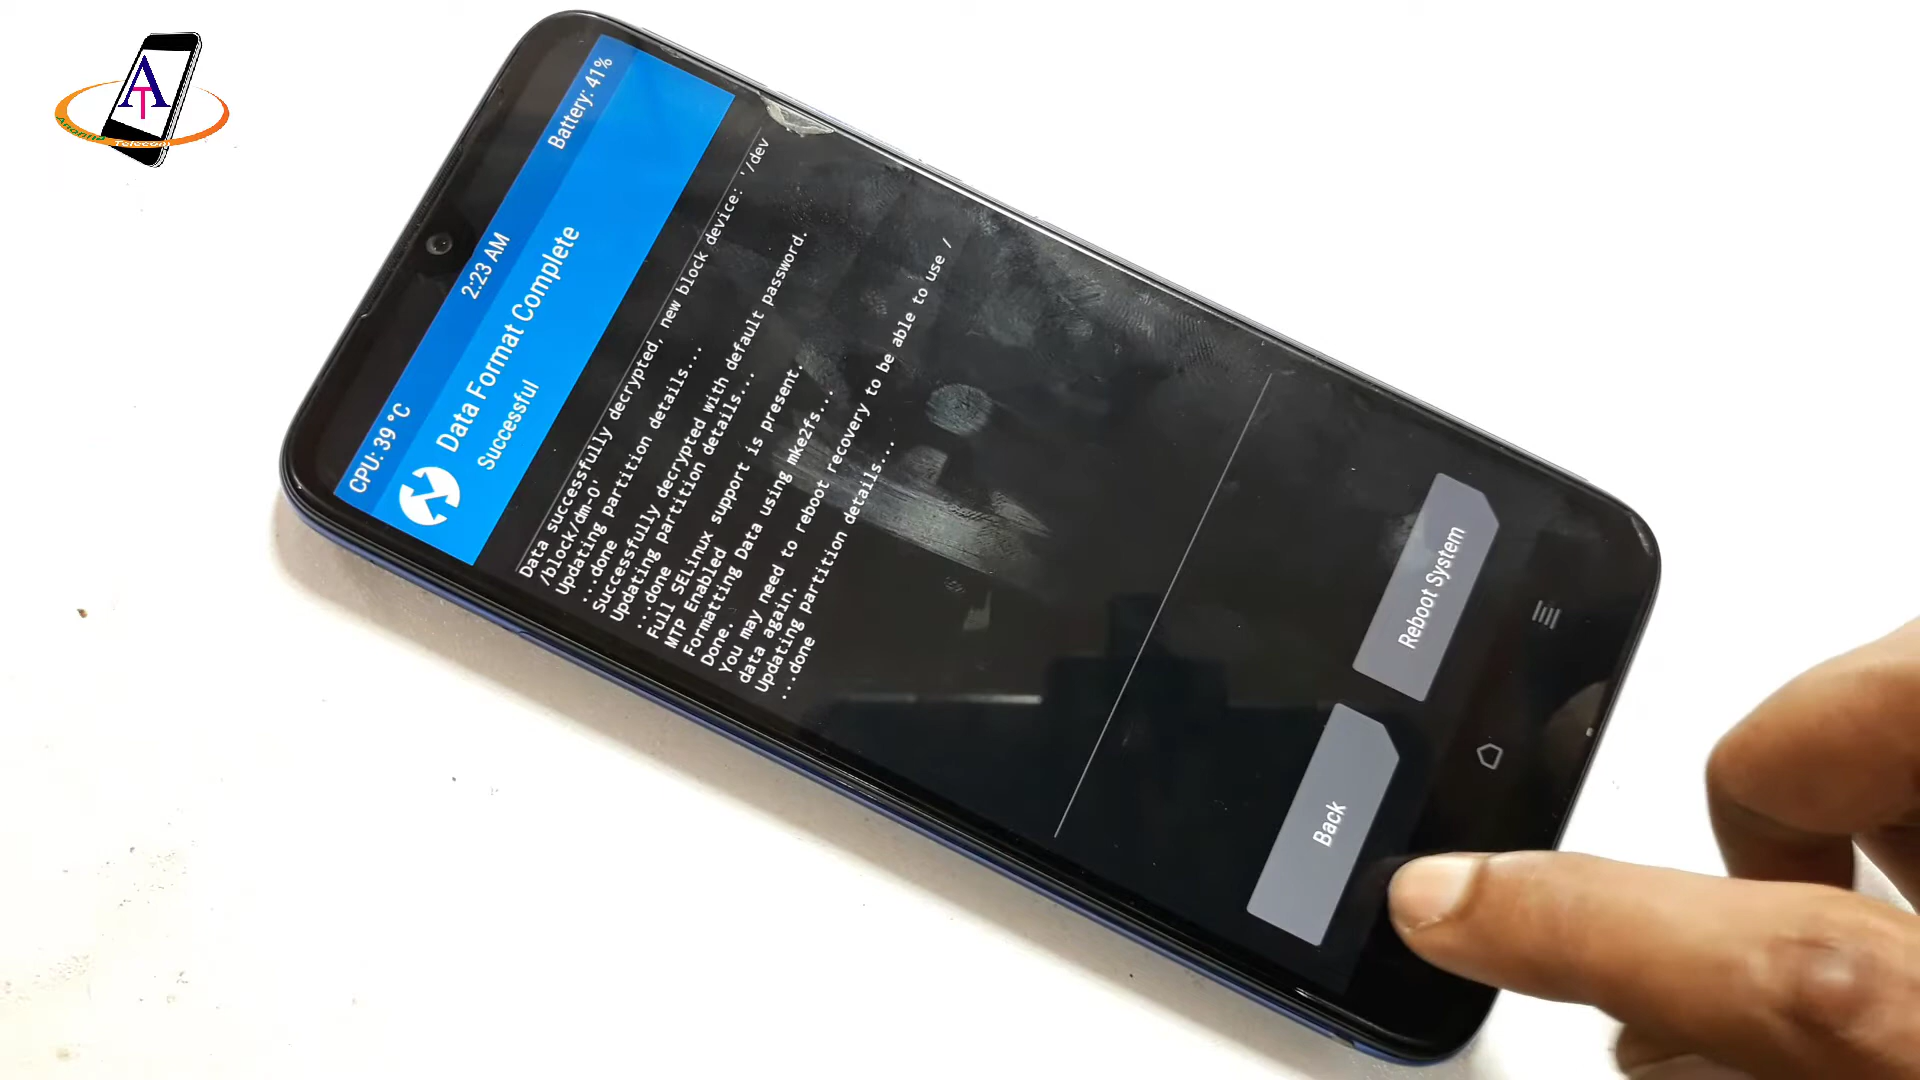 AT
Ananta
Telecom
CPU: 39 °C
2:23 AM
Battery: 41%
Data Format Complete
Successful
Data successfully decrypted, new block device: '/dev
/block/dm-0'
Updating partition details...
...done
Successfully decrypted with default password.
Updating partition details...
...done
Full SELinux support is present.
MTP Enabled
Formatting Data using mke2fs...
Done.
You may need to reboot recovery to be able to use /
data again.
Updating partition details...
...done
Back
Reboot System